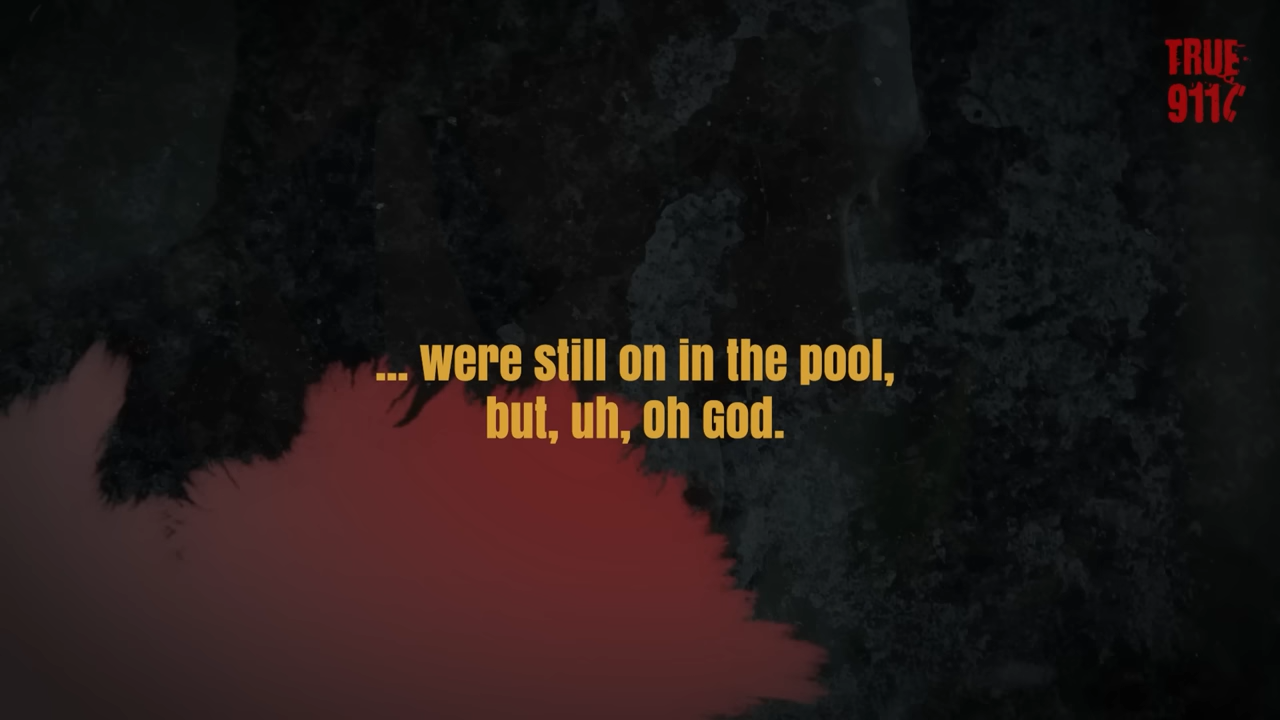 TRUE
911
... were still on in the pool,
but, uh, Oh God.